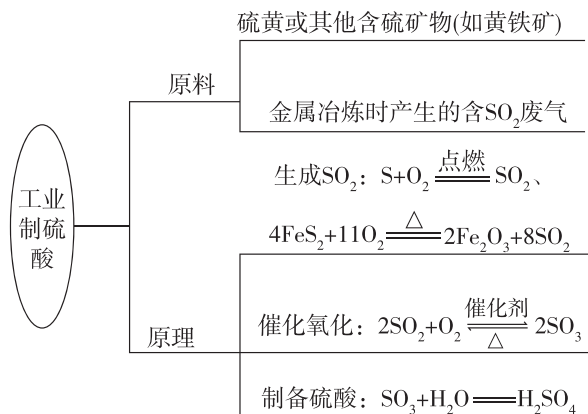 硫黄或其他含硫矿物(如黄铁矿)
原料
金属冶炼时产生的含SO₂废气
工业
制硫
酸
生成SO₂：S+O₂ 点燃 ═══ SO₂、
4FeS₂+11O₂ △ ═══ 2Fe₂O₃+8SO₂
原理
催化氧化：2SO₂+O₂ 催化剂 ⇌ △ 2SO₃
制备硫酸：SO₃+H₂O═══H₂SO₄